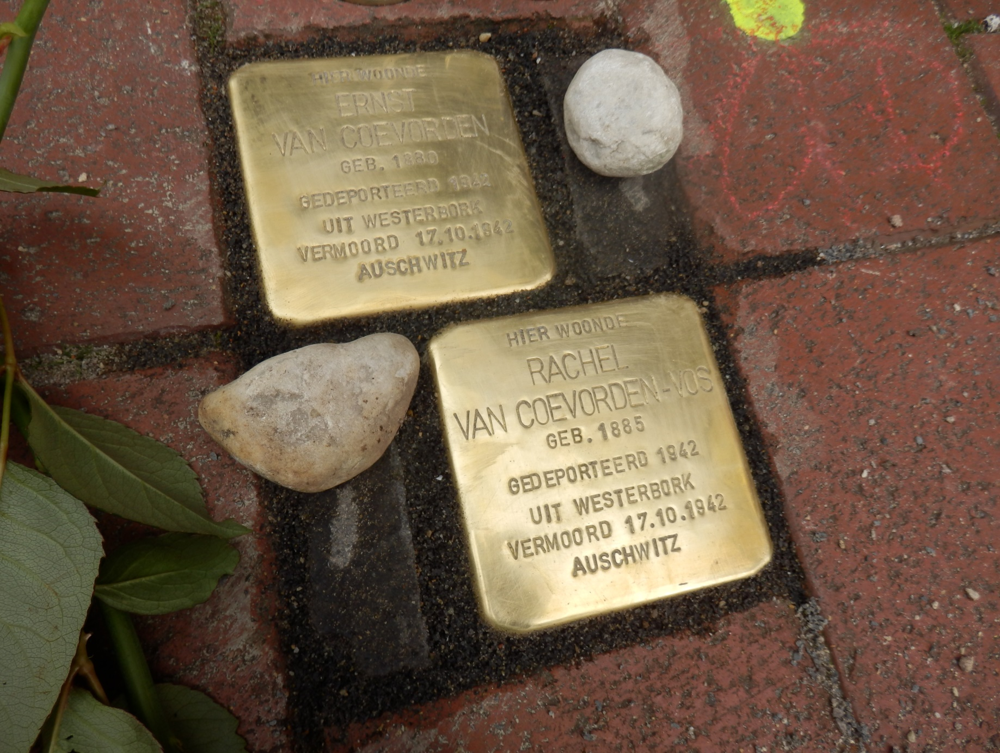 HIER WOONDE
ERNST
VAN COEVORDEN
GEB. 1880
GEDEPORTEERD 1942
UIT WESTERBORK
VERMOORD 17.10.1942
AUSCHWITZ
HIER WOONDE
RACHEL
VAN COEVORDEN-VOS
GEB. 1885
GEDEPORTEERD 1942
UIT WESTERBORK
VERMOORD 17.10.1942
AUSCHWITZ